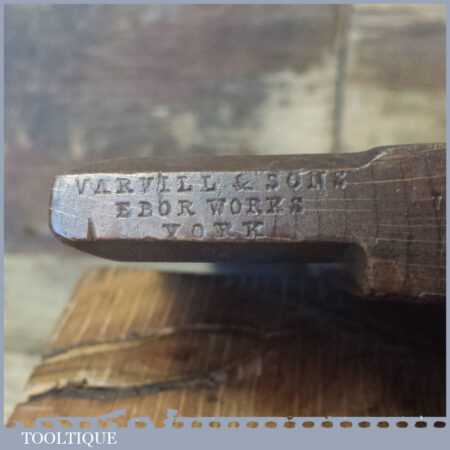 VARVILL & SONS
EBOR WORKS
YORK
TOOLTIQUE